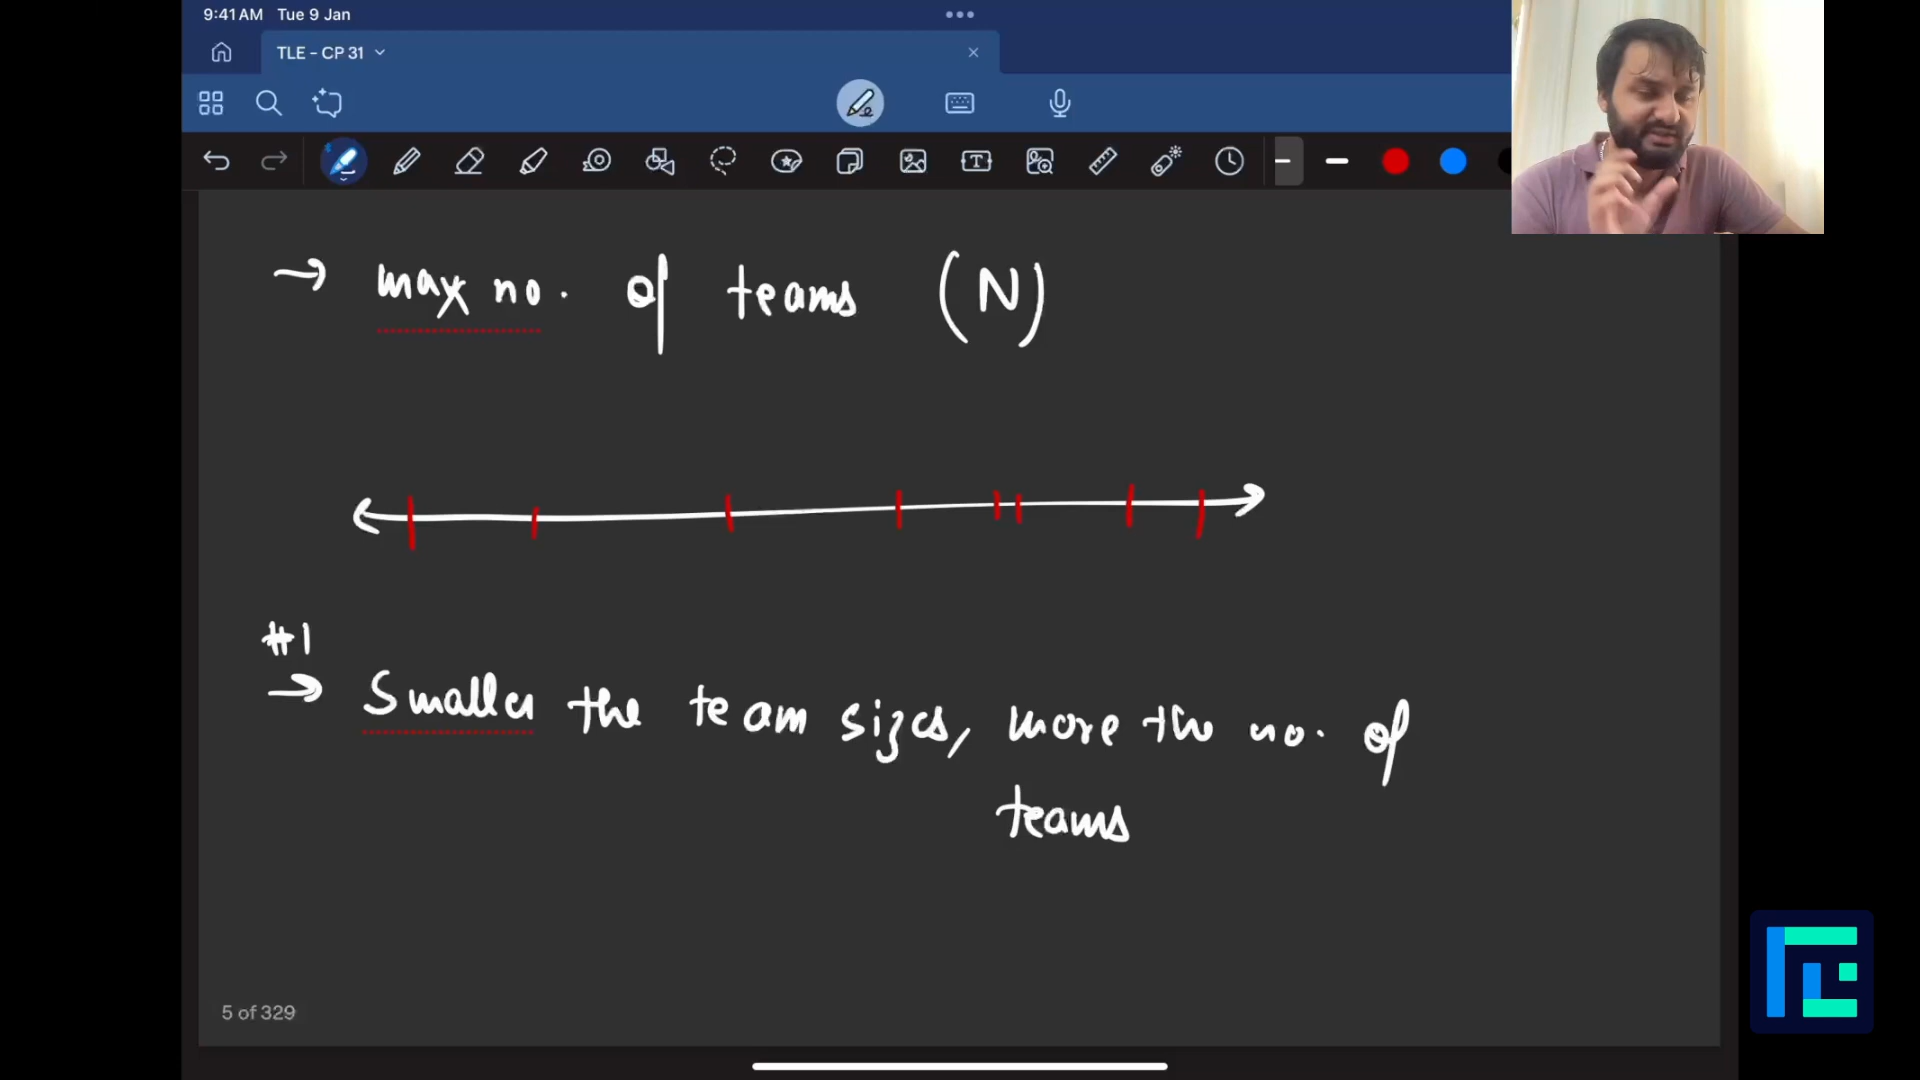 9:41 AM Tue 9 Jan
TLE - CP 31
→ max no. of teams (N)
#1
→ Smaller the team sizes, more the no. of
teams
5 of 329